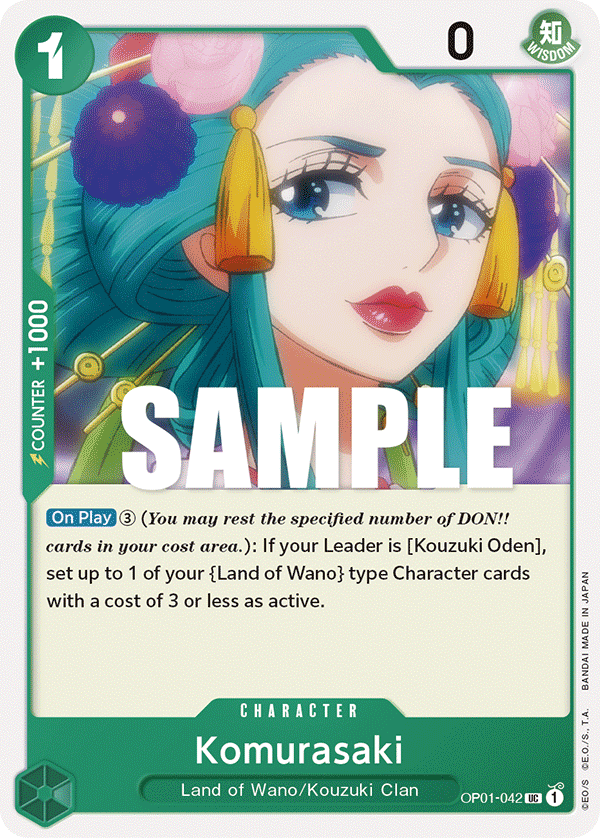 1
0
知
WISDOM
COUNTER +1000
SAMPLE
On Play ③ (You may rest the specified number of DON!!
cards in your cost area.): If your Leader is [Kouzuki Oden],
set up to 1 of your {Land of Wano} type Character cards
with a cost of 3 or less as active.
CHARACTER
Komurasaki
Land of Wano/Kouzuki Clan
OP01-042 UC 1
©E.O/S ©E.O./S., T.A. BANDAI MADE IN JAPAN